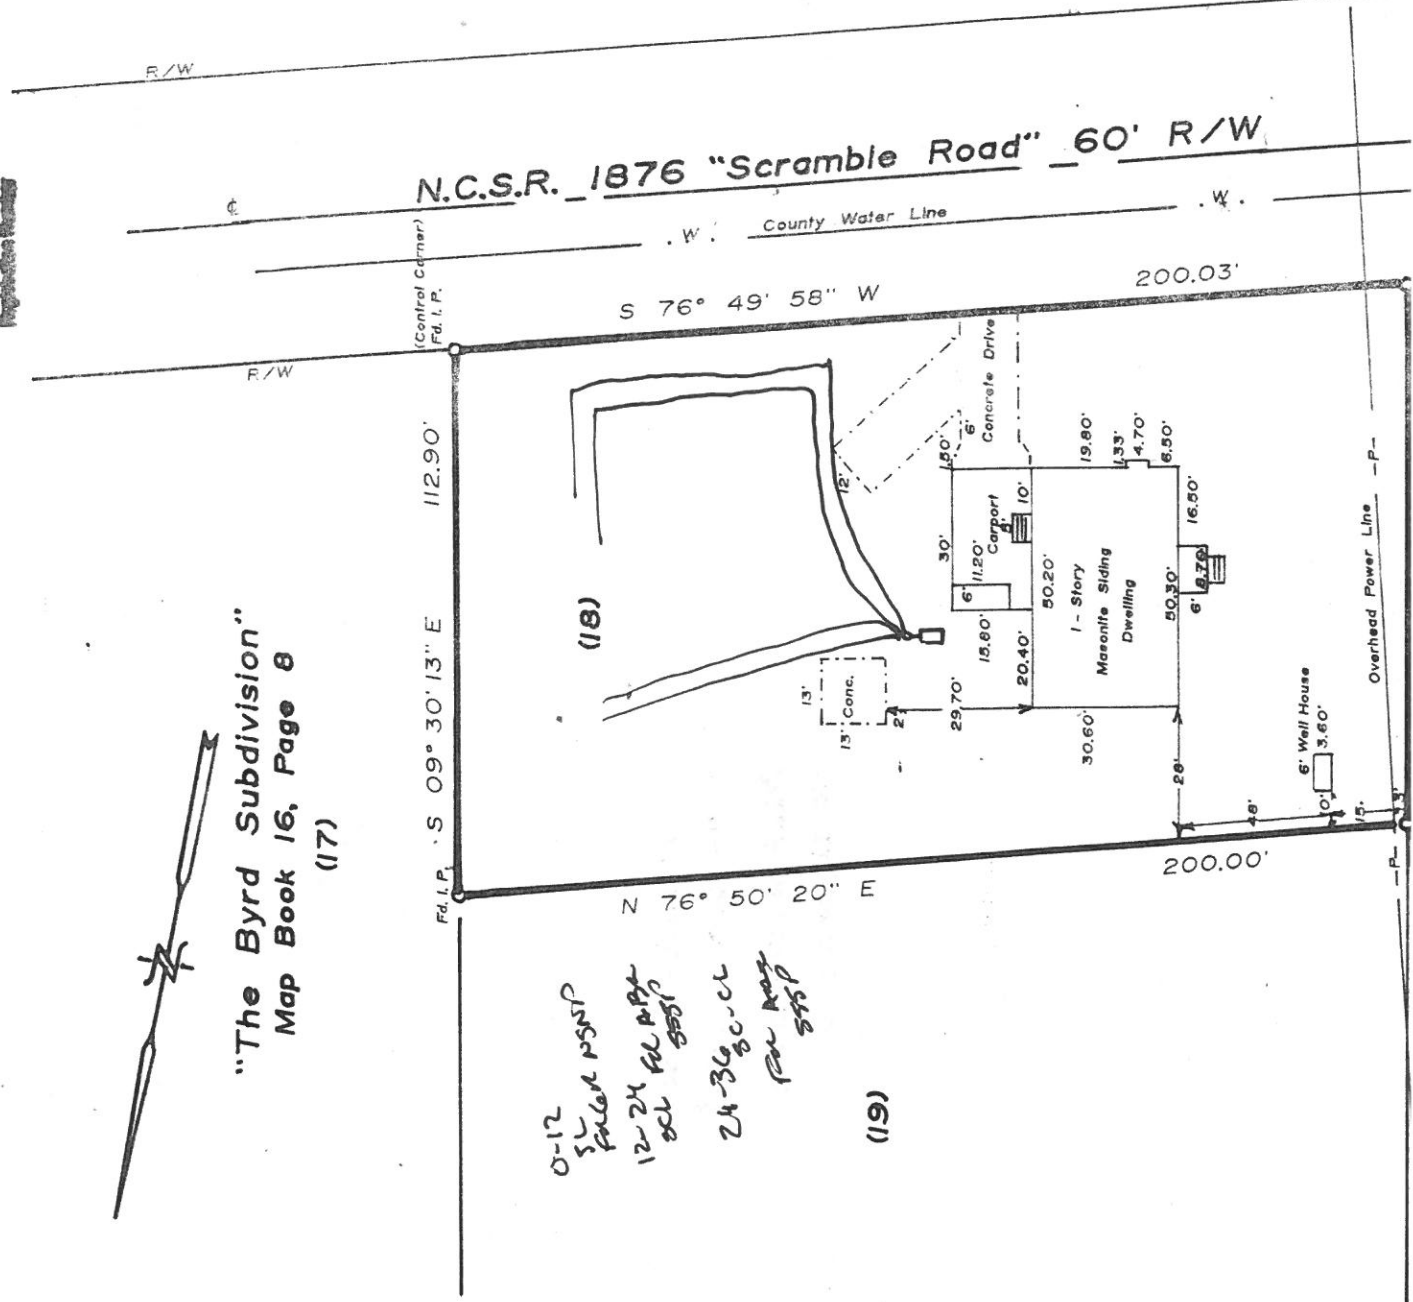 R/W
N.C.S.R. 1876 "Scramble Road" 60' R/W
℄
. W .
County Water Line
. W .
(Control Corner)
Fd. I. P.
R/W
S 76° 49' 58" W
200.03'
112.90'
S 09° 30' 13" E
Fd. I. P.
"The Byrd Subdivision"
Map Book 16, Page 8
(17)
N
(18)
Concrete Drive
6'
12'
1.50'
19.80'
1.33'
4.70'
6.50'
30'
Carport
8'
10'
11.20'
6'
15.80'
50.20'
20.40'
1 - Story
Masonite Siding
Dwelling
16.50'
50.30'
6'
8.70'
13'
Conc.
13'
2'
29.70'
30.60'
28'
6' Well House
3.60'
48'
10'
15'
Overhead Power Line
-P-
-P-
N 76° 50' 20" E
200.00'
0-12
SL
12-24
SCL
SSSP
24-36
SC-CL
SSSP
(19)